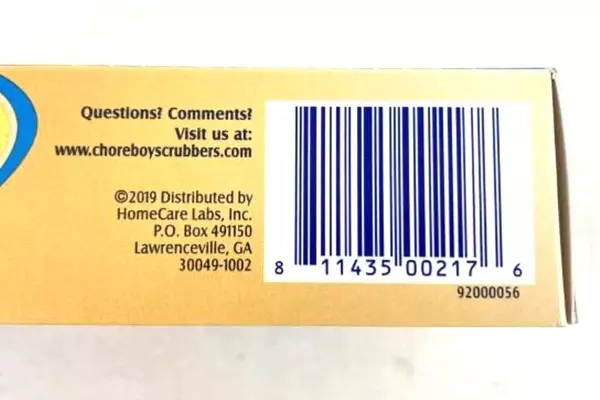 Questions? Comments?
Visit us at:
www.choreboyscrubbers.com
©2019 Distributed by
HomeCare Labs, Inc.
P.O. Box 491150
Lawrenceville, GA
30049-1002
8 11435 00217 6
92000056